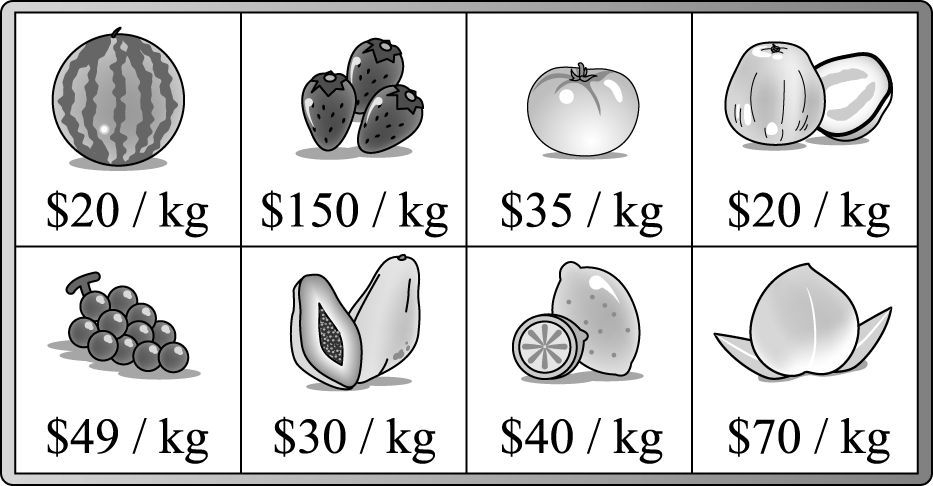 $20 / kg
$150 / kg
$35 / kg
$20 / kg
$49 / kg
$30 / kg
$40 / kg
$70 / kg